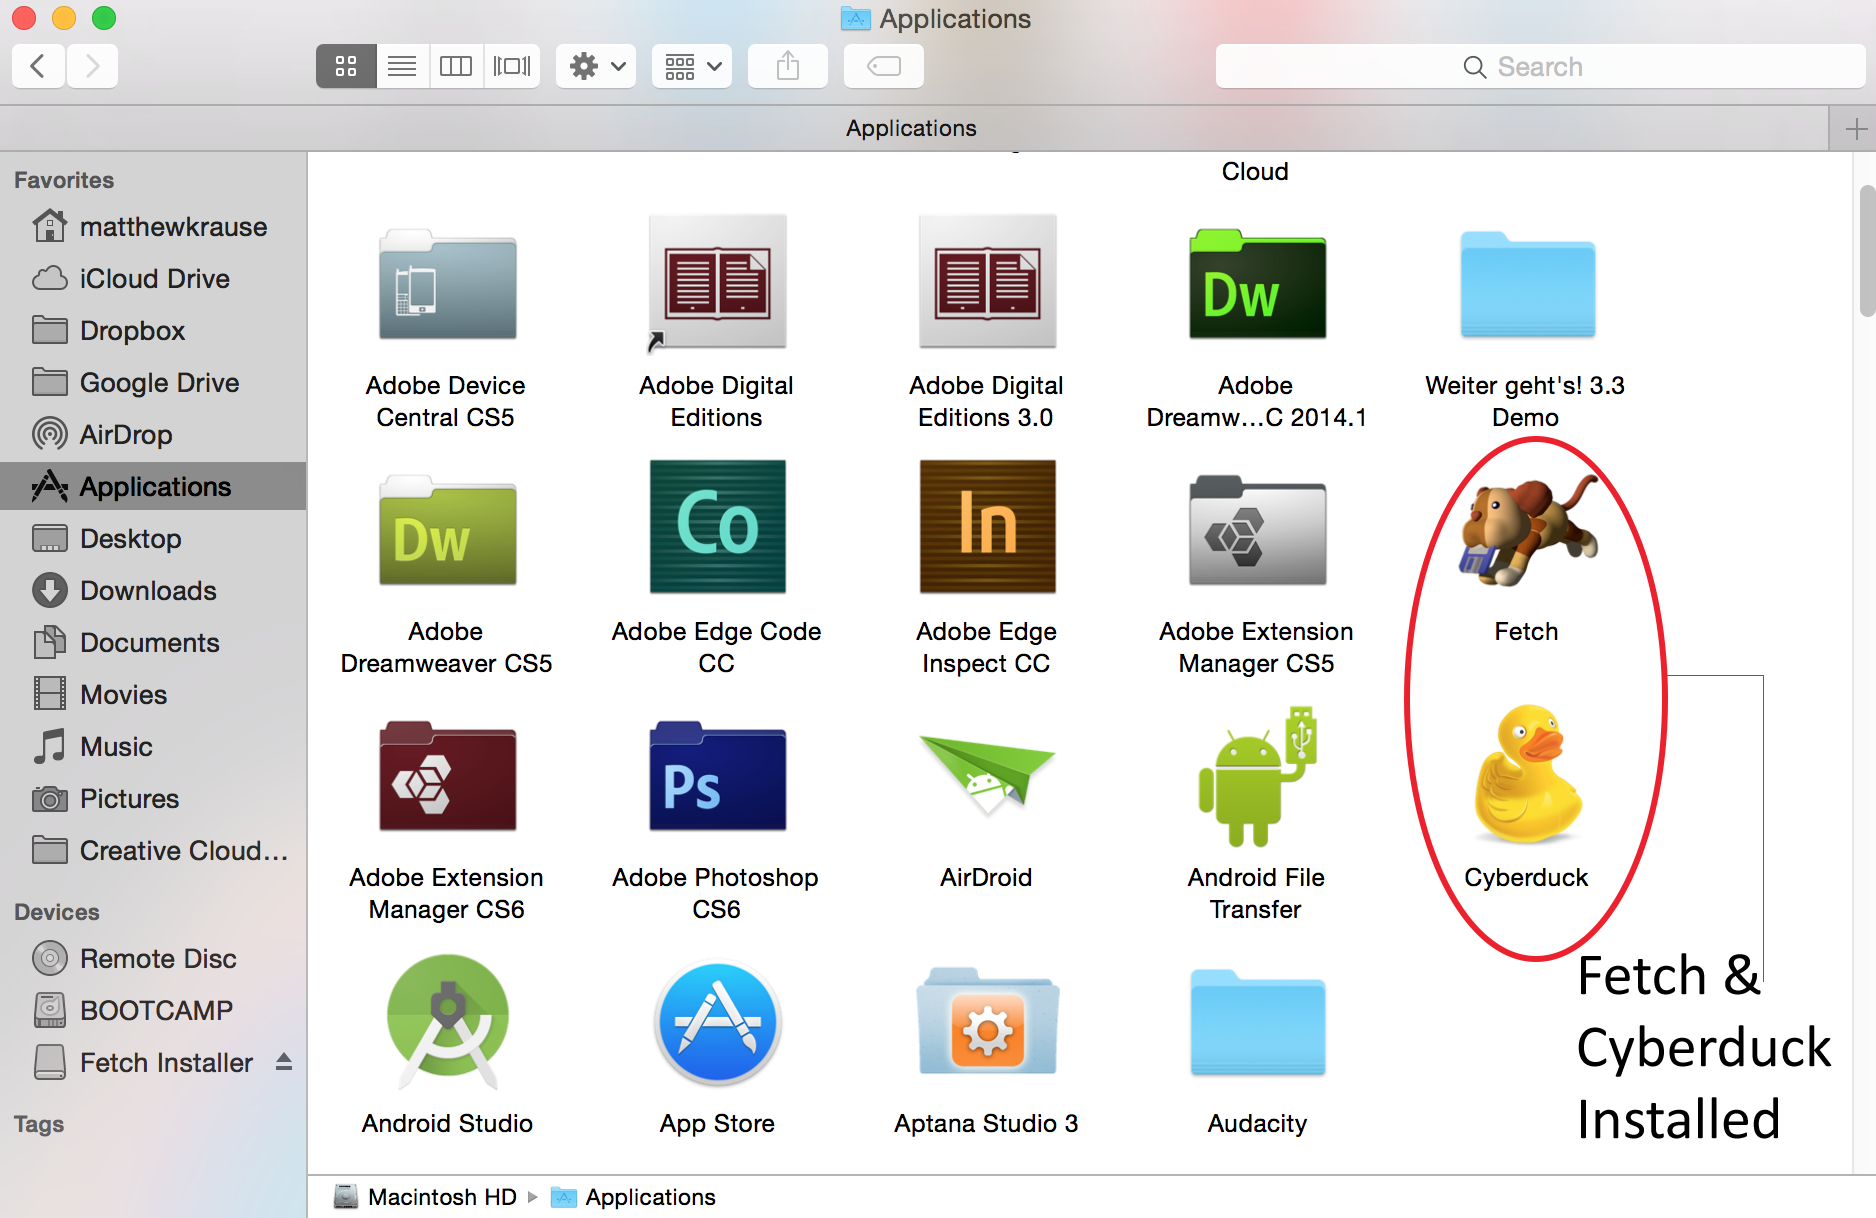 Applications
Search
Applications
Favorites
matthewkrause
iCloud Drive
Dropbox
Google Drive
AirDrop
Applications
Desktop
Downloads
Documents
Movies
Music
Pictures
Creative Cloud...
Devices
Remote Disc
BOOTCAMP
Fetch Installer
Tags
Cloud
Adobe Device
Central CS5
Adobe Digital
Editions
Adobe Digital
Editions 3.0
Dw
Adobe
Dreamw...C 2014.1
Weiter geht's! 3.3
Demo
Dw
Adobe
Dreamweaver CS5
Co
Adobe Edge Code
CC
In
Adobe Edge
Inspect CC
Adobe Extension
Manager CS5
Fetch
Adobe Extension
Manager CS6
Ps
Adobe Photoshop
CS6
AirDroid
Android File
Transfer
Cyberduck
Android Studio
App Store
Aptana Studio 3
Audacity
Fetch &
Cyberduck
Installed
Macintosh HD
Applications